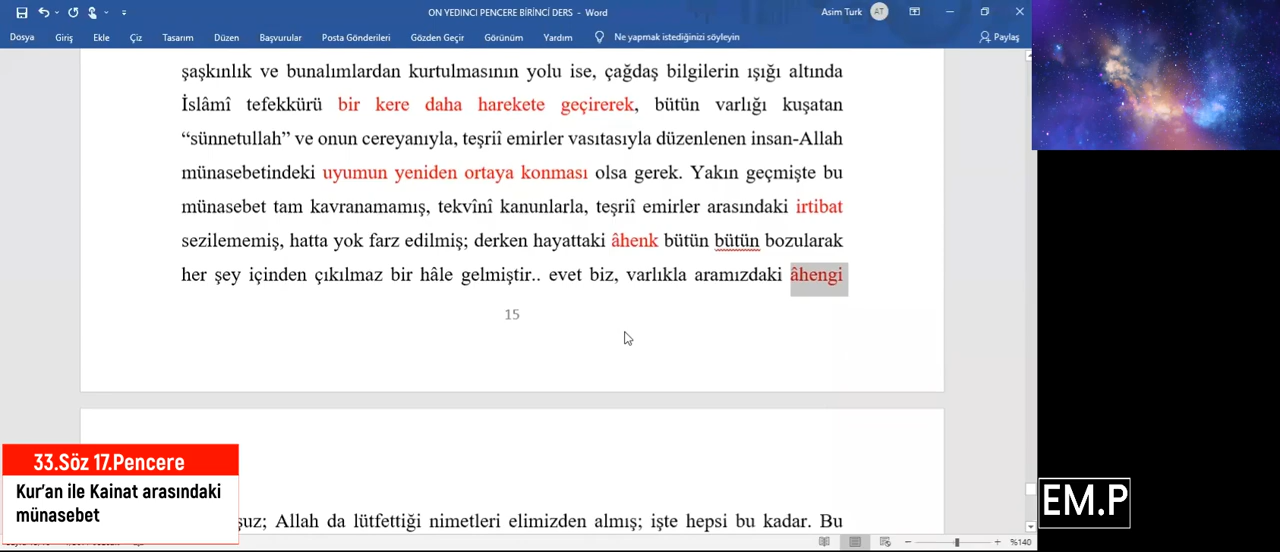 ON YEDINCI PENCERE BİRİNCİ DERS - Word
Asim Turk
AT
Dosya Giriş Ekle Çiz Tasarım Düzen Başvurular Posta Gönderileri Gözden Geçir Görünüm Yardım Ne yapmak istediğinizi söyleyin Paylaş
şaşkınlık ve bunalımlardan kurtulmasının yolu ise, çağdaş bilgilerin ışığı altında
İslâmî tefekkürü bir kere daha harekete geçirerek, bütün varlığı kuşatan
“sünnetullah” ve onun cereyanıyla, teşriî emirler vasıtasıyla düzenlenen insan-Allah
münasebetindeki uyumun yeniden ortaya konması olsa gerek. Yakın geçmişte bu
münasebet tam kavranamamış, tekvînî kanunlarla, teşriî emirler arasındaki irtibat
sezilememiş, hatta yok farz edilmiş; derken hayattaki âhenk bütün bütün bozularak
her şey içinden çıkılmaz bir hâle gelmiştir.. evet biz, varlıkla aramızdaki âhengi
15
33.Söz 17.Pencere
Kur'an ile Kainat arasındaki
münasebet
Allah da lütfettiği nimetleri elimizden almış; işte hepsi bu kadar. Bu
EM.P
%140